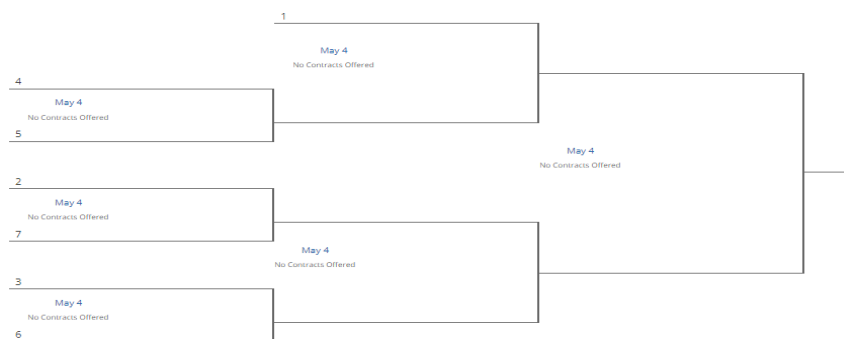 1
May 4
No Contracts Offered
4
May 4
No Contracts Offered
5
May 4
No Contracts Offered
2
May 4
No Contracts Offered
7
May 4
No Contracts Offered
3
May 4
No Contracts Offered
6